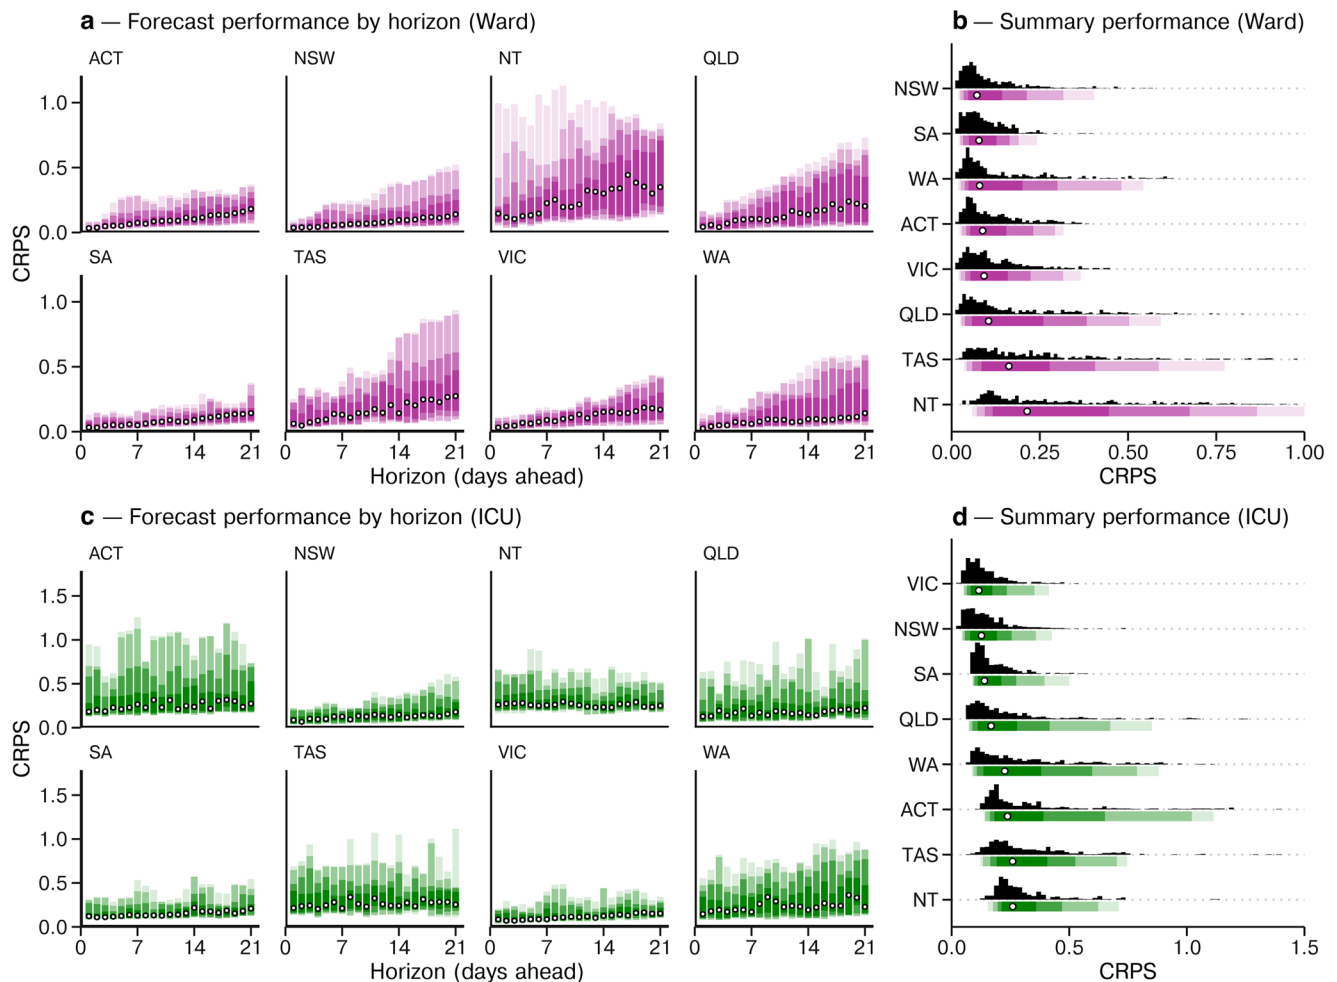 a — Forecast performance by horizon (Ward)
ACT
NSW
NT
QLD
1.0
0.5
0.0
SA
TAS
VIC
WA
1.0
0.5
0.0
CRPS
0 7 14 21
0 7 14 21
0 7 14 21
0 7 14 21
Horizon (days ahead)
b — Summary performance (Ward)
NSW
SA
WA
ACT
VIC
QLD
TAS
NT
0.00 0.25 0.50 0.75 1.00
CRPS
c — Forecast performance by horizon (ICU)
ACT
NSW
NT
QLD
1.5
1.0
0.5
0.0
SA
TAS
VIC
WA
1.5
1.0
0.5
0.0
CRPS
0 7 14 21
0 7 14 21
0 7 14 21
0 7 14 21
Horizon (days ahead)
d — Summary performance (ICU)
VIC
NSW
SA
QLD
WA
ACT
TAS
NT
0.0 0.5 1.0 1.5
CRPS